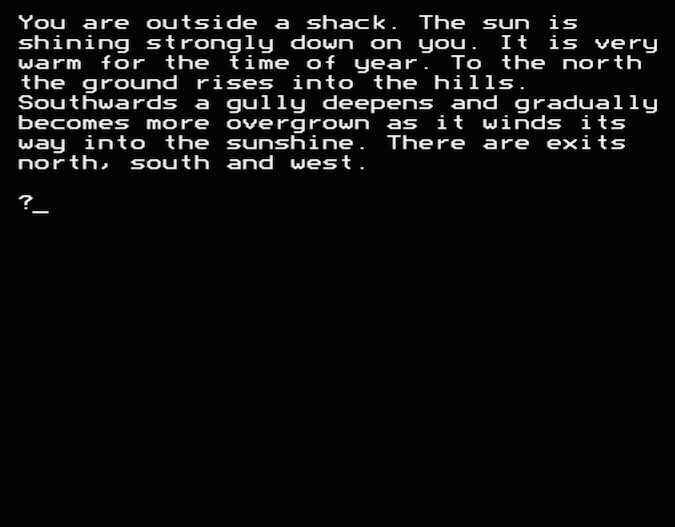 You are outside a shack. The sun is
shining strongly down on you. It is very
warm for the time of year. To the north
the ground rises into the hills.
Southwards a gully deepens and gradually
becomes more overgrown as it winds its
way into the sunshine. There are exits
north, south and west.
?_